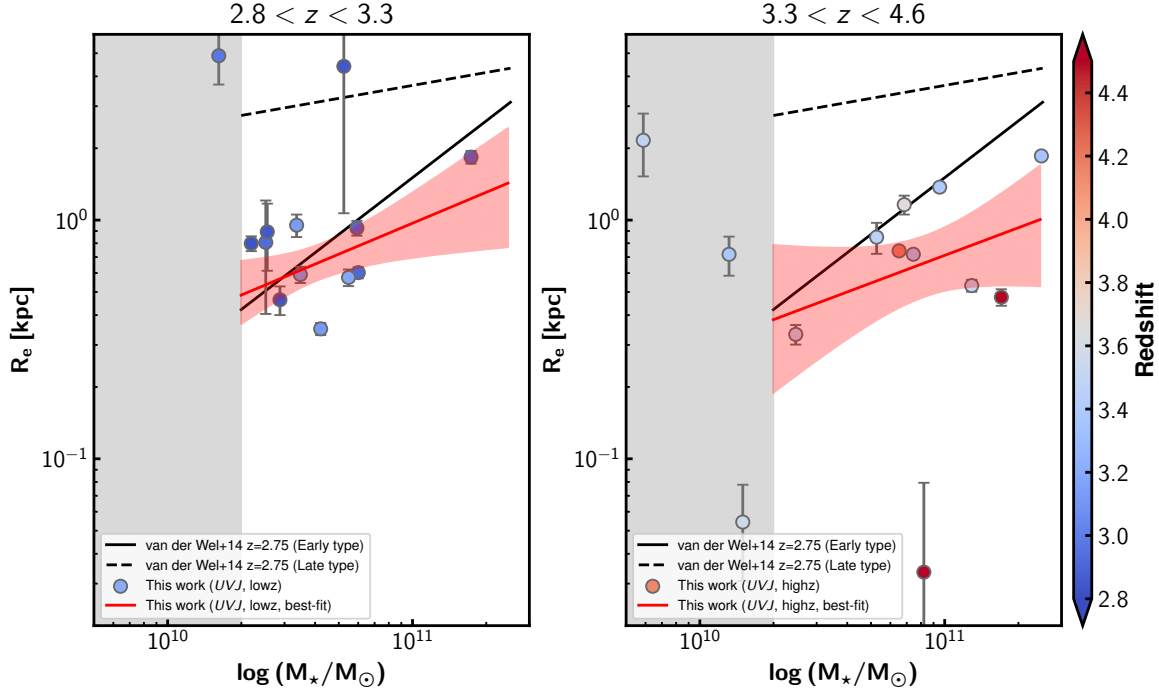 2.8 < z < 3.3
3.3 < z < 4.6
R_e [kpc]
10^0
10^{-1}
van der Wel+14 z=2.75 (Early type)
van der Wel+14 z=2.75 (Late type)
This work (UVJ, lowz)
This work (UVJ, lowz, best-fit)
10^{10}
10^{11}
log (M_⋆/M_⊙)
R_e [kpc]
10^0
10^{-1}
van der Wel+14 z=2.75 (Early type)
van der Wel+14 z=2.75 (Late type)
This work (UVJ, highz)
This work (UVJ, highz, best-fit)
10^{10}
10^{11}
log (M_⋆/M_⊙)
4.4
4.2
4.0
3.8
3.6
3.4
3.2
3.0
2.8
Redshift